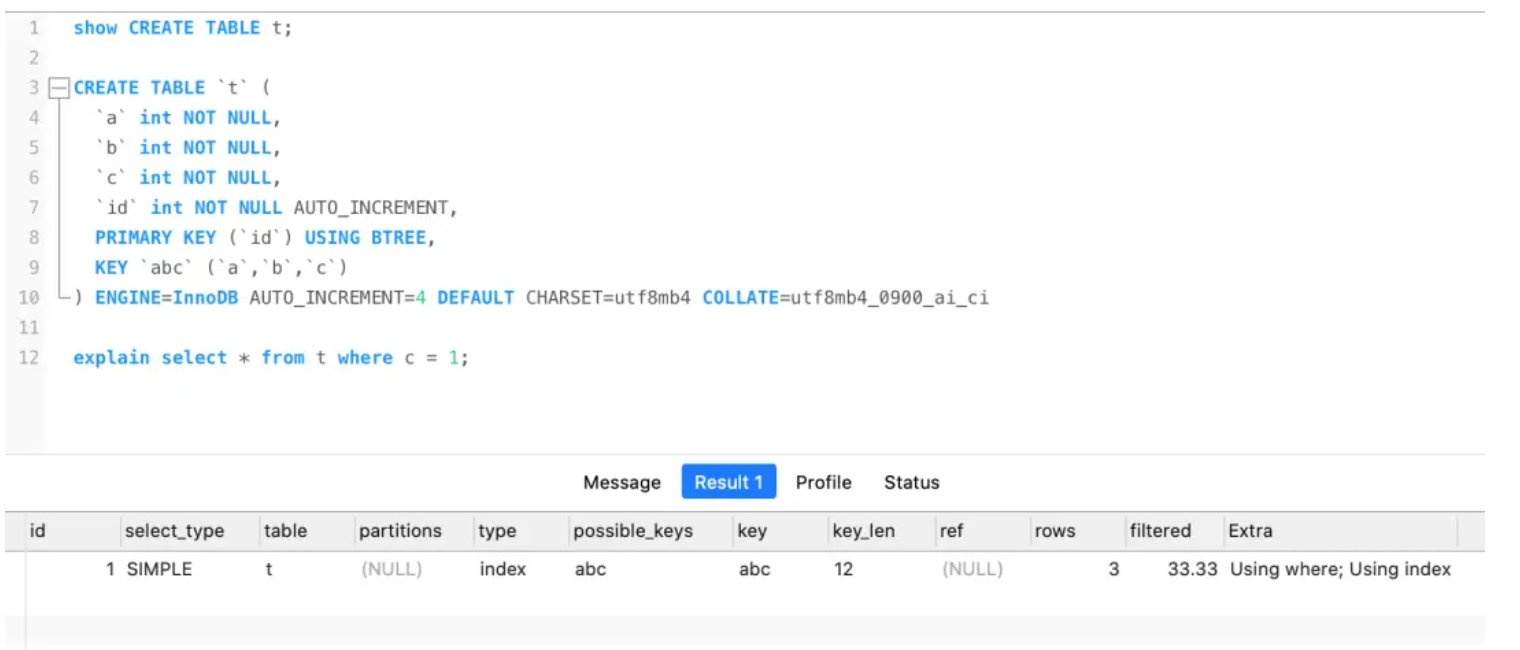 1 show CREATE TABLE t;
2
3 CREATE TABLE `t` (
4 `a` int NOT NULL,
5 `b` int NOT NULL,
6 `c` int NOT NULL,
7 `id` int NOT NULL AUTO_INCREMENT,
8 PRIMARY KEY (`id`) USING BTREE,
9 KEY `abc` (`a`,`b`,`c`)
10 ) ENGINE=InnoDB AUTO_INCREMENT=4 DEFAULT CHARSET=utf8mb4 COLLATE=utf8mb4_0900_ai_ci
11
12 explain select * from t where c = 1;
Message Result 1 Profile Status
id select_type table partitions type possible_keys key key_len ref rows filtered Extra
1 SIMPLE t (NULL) index abc abc 12 (NULL) 3 33.33 Using where; Using index